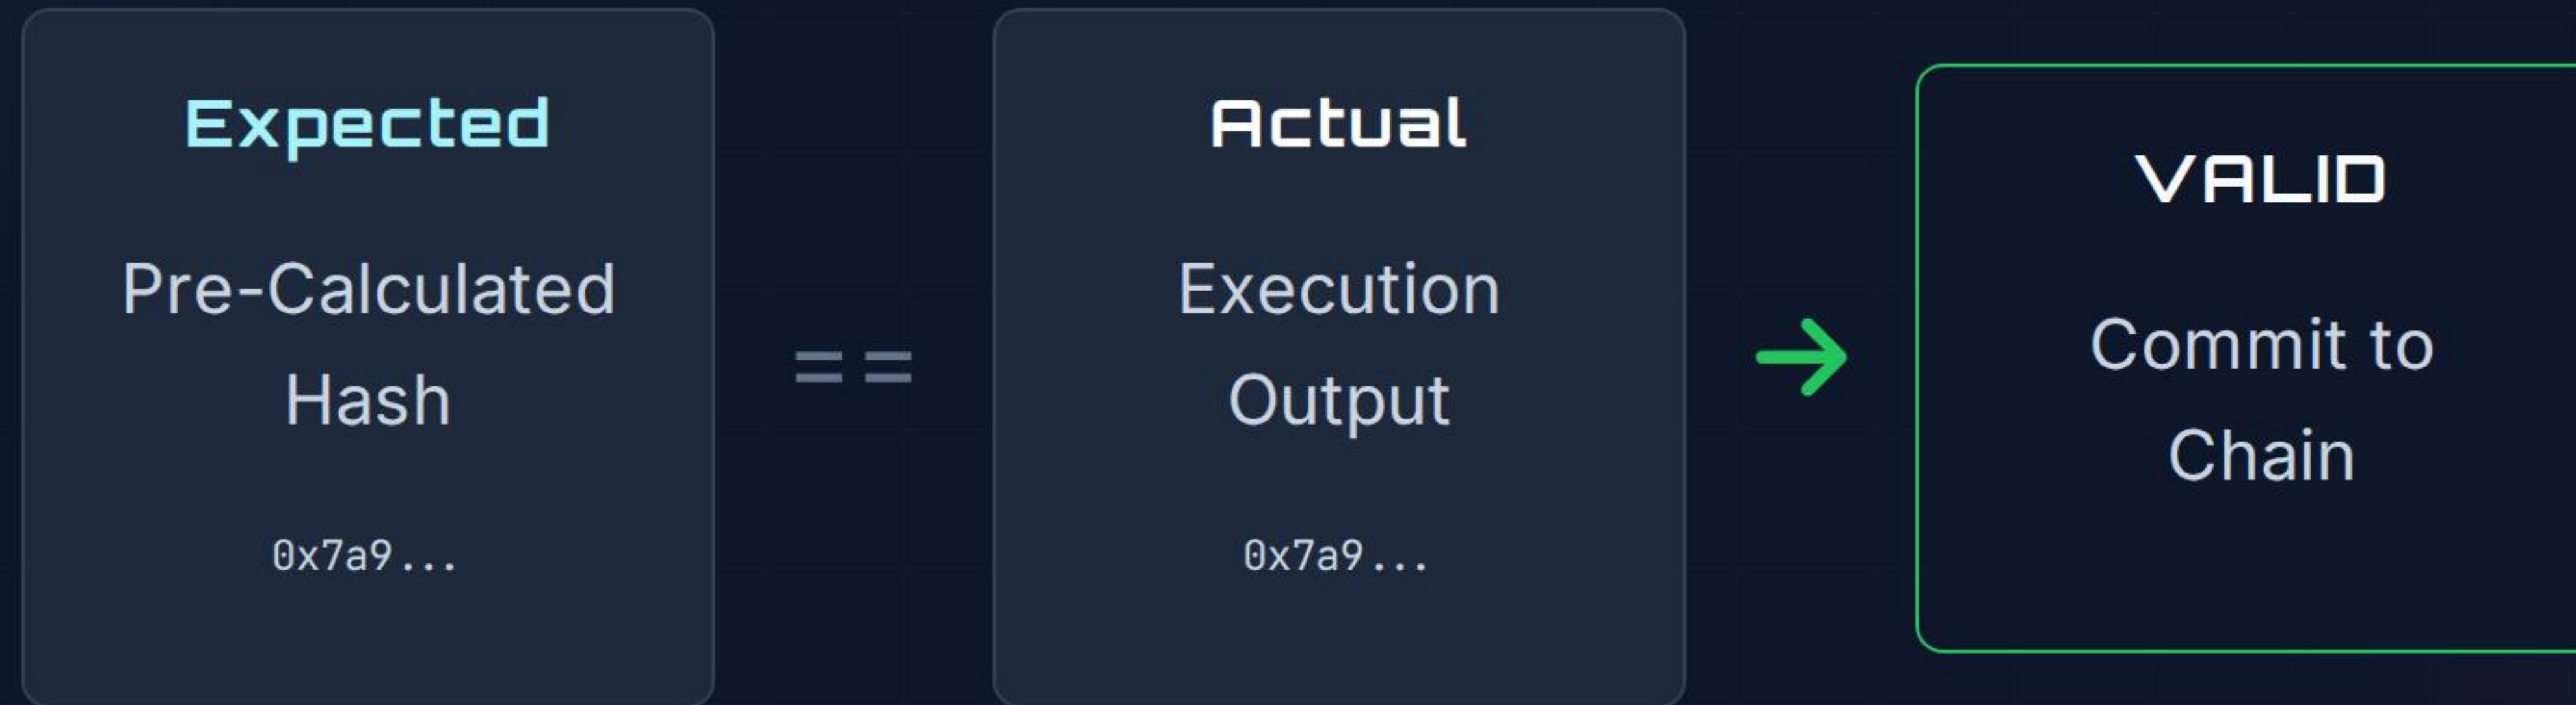 Expected
Pre-Calculated
Hash
0x7a9...
==
Actual
Execution
Output
0x7a9...
VALID
Commit to
Chain